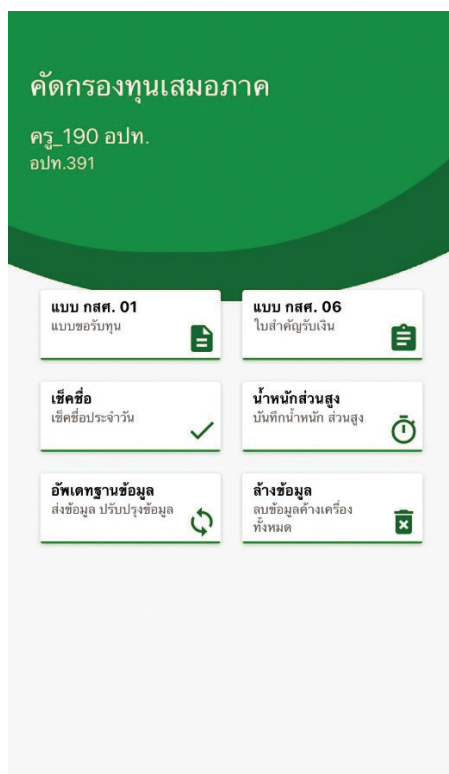 คัดกรองทุนเสมอภาค
ครู_190 อปท.
อปท.391
แบบ กสศ. 01
แบบขอรับทุน
แบบ กสศ. 06
ใบสำคัญรับเงิน
เช็คชื่อ
เช็คชื่อประจำวัน
น้ำหนักส่วนสูง
บันทึกน้ำหนัก ส่วนสูง
อัพเดทฐานข้อมูล
ส่งข้อมูล ปรับปรุงข้อมูล
ล้างข้อมูล
ลบข้อมูลค้างเครื่อง
ทั้งหมด